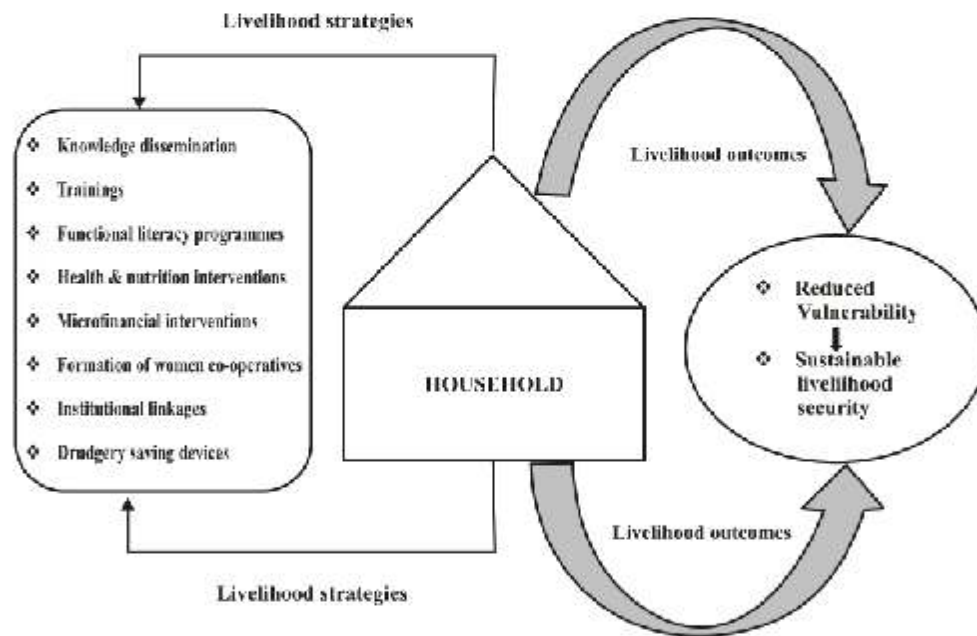 Livelihood strategies
❖ Knowledge dissemination
❖ Trainings
❖ Functional literacy programmes
❖ Health & nutrition interventions
❖ Microfinancial interventions
❖ Formation of women co-operatives
❖ Institutional linkages
❖ Drudgery saving devices
HOUSEHOLD
Livelihood outcomes
❖ Reduced
Vulnerability
❖ Sustainable
livelihood
security
Livelihood outcomes
Livelihood strategies